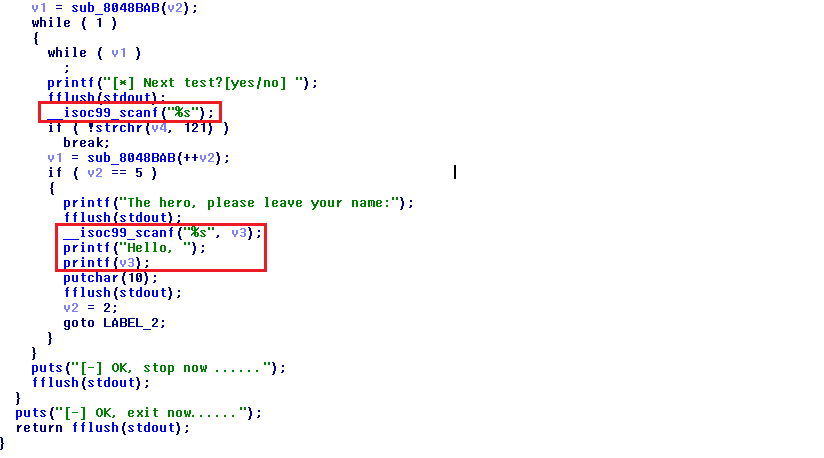 v1 = sub_8048BAB(v2);
while ( 1 )
{
while ( v1 )
;
printf("[*] Next test?[yes/no] ");
fflush(stdout);
__isoc99_scanf("%s");
if ( !strchr(v4, 121) )
break;
v1 = sub_8048BAB(++v2);
if ( v2 == 5 )
{
printf("The hero, please leave your name:");
fflush(stdout);
__isoc99_scanf("%s", v3);
printf("Hello, ");
printf(v3);
putchar(10);
fflush(stdout);
v2 = 2;
goto LABEL_2;
}
}
puts("[-] OK, stop now ......");
fflush(stdout);
}
puts("[-] OK, exit now......");
return fflush(stdout);
}